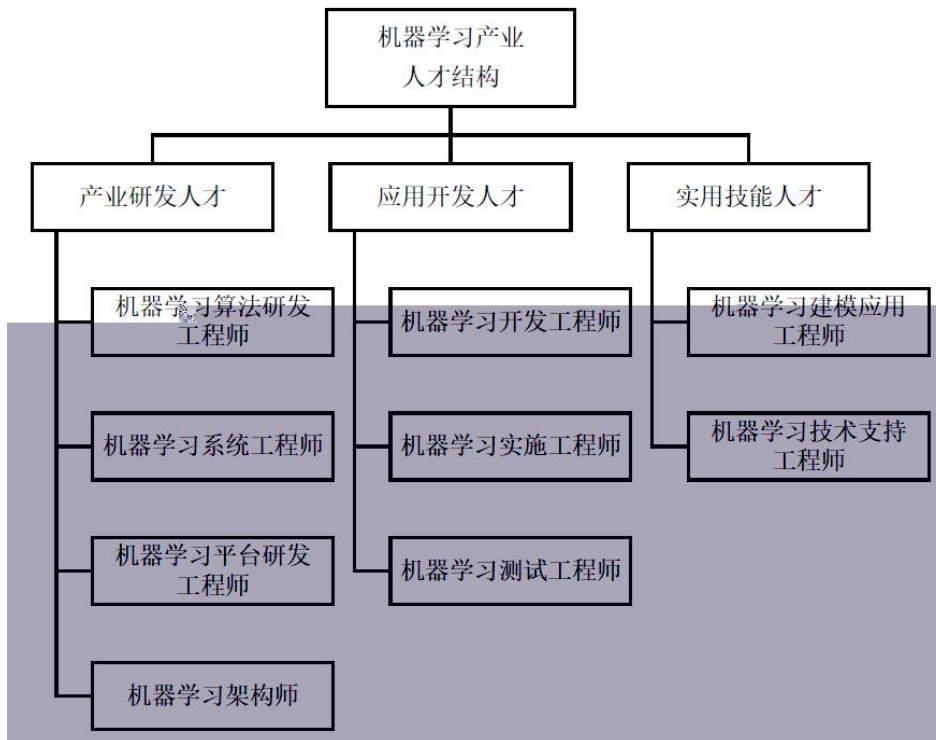 机器学习产业
人才结构
产业研发人才
应用开发人才
实用技能人才
机器学习算法研发
工程师
机器学习系统工程师
机器学习平台研发
工程师
机器学习架构师
机器学习开发工程师
机器学习实施工程师
机器学习测试工程师
机器学习建模应用
工程师
机器学习技术支持
工程师